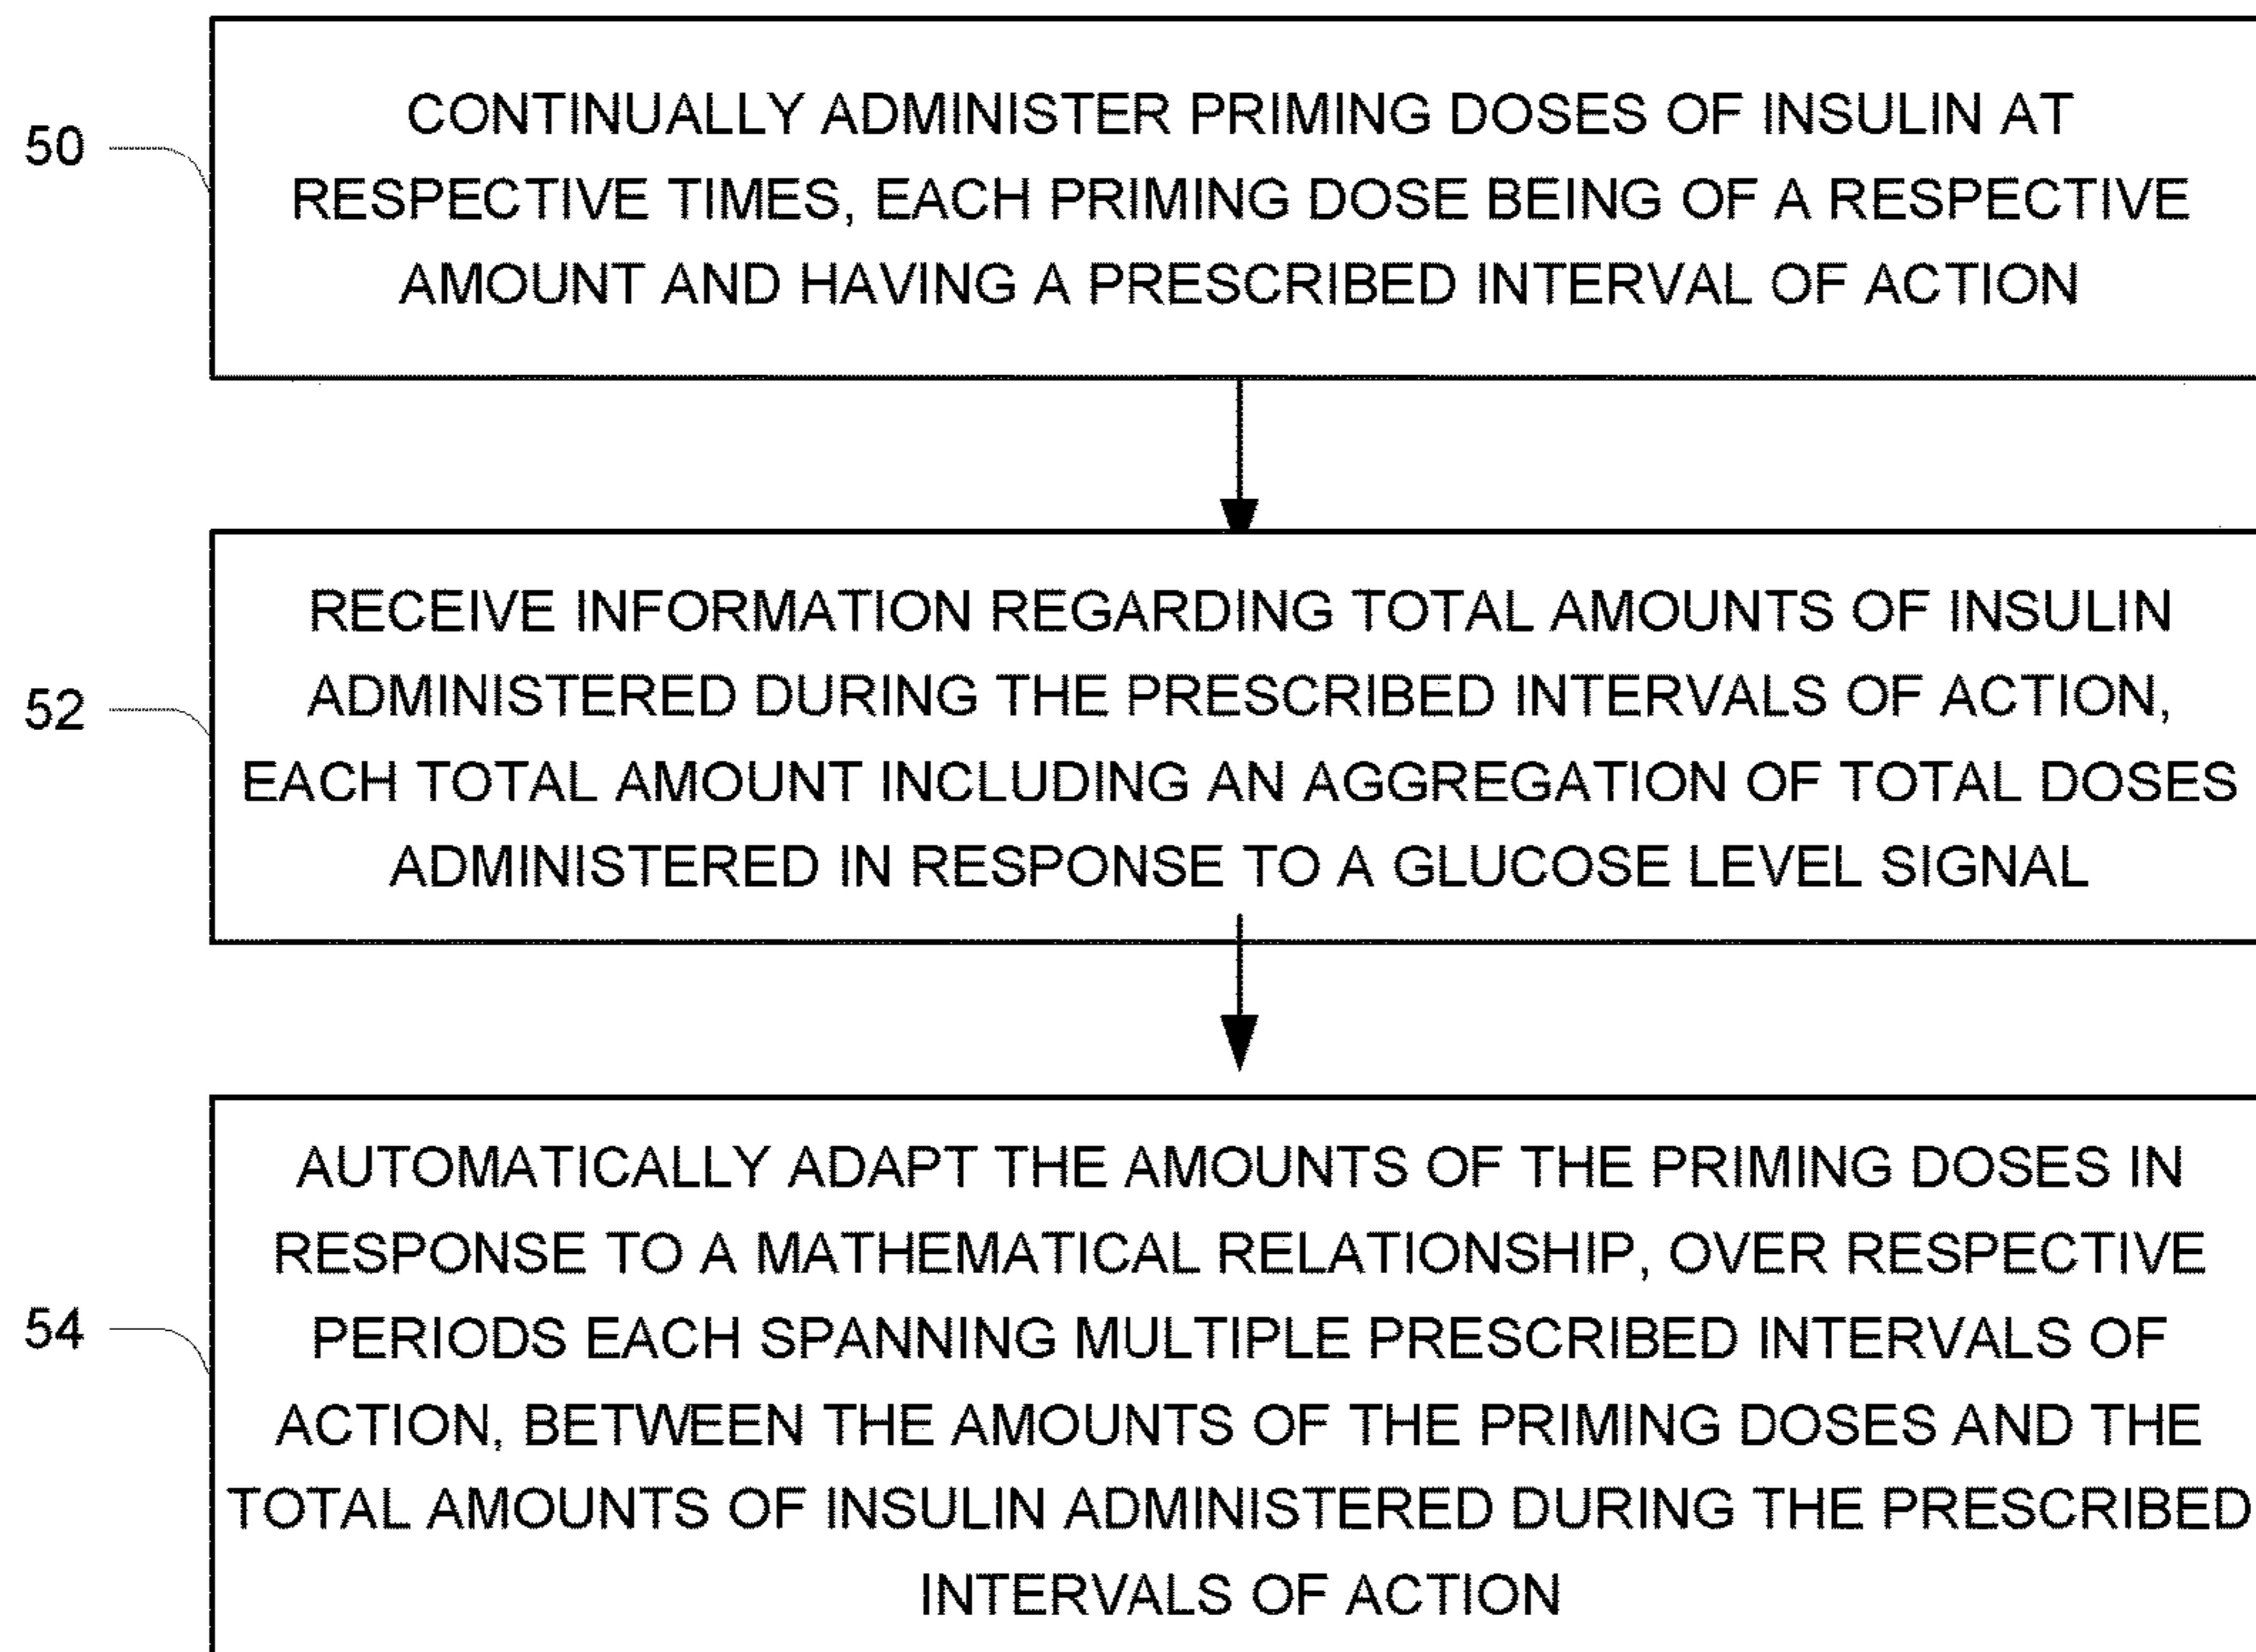 CONTINUALLY ADMINISTER PRIMING DOSES OF INSULIN AT
50
RESPECTIVE TIMES, EACH PRIMING DOSE BEING OF A RESPECTIVE
AMOUNT AND HAVING A PRESCRIBED INTERVAL OF ACTION
RECEIVE INFORMATION REGARDING TOTAL AMOUNTS OF INSULIN
52
ADMINISTERED DURING THE PRESCRIBED INTERVALS OF ACTION,
EACH TOTAL AMOUNT INCLUDING AN AGGREGATION OF TOTAL DOSES
ADMINISTERED IN RESPONSE TO A GLUCOSE LEVEL SIGNAL
AUTOMATICALLY ADAPT THE AMOUNTS OF THE PRIMING DOSES IN
RESPONSE TO A MATHEMATICAL RELATIONSHIP, OVER RESPECTIVE
54
PERIODS EACH SPANNING MULTIPLE PRESCRIBED INTERVALS OF
ACTION, BETWEEN THE AMOUNTS OF THE PRIMING DOSES AND THE
TOTAL AMOUNTS OF INSULIN ADMINISTERED DURING THE PRESCRIBED
INTERVALS OF ACTION